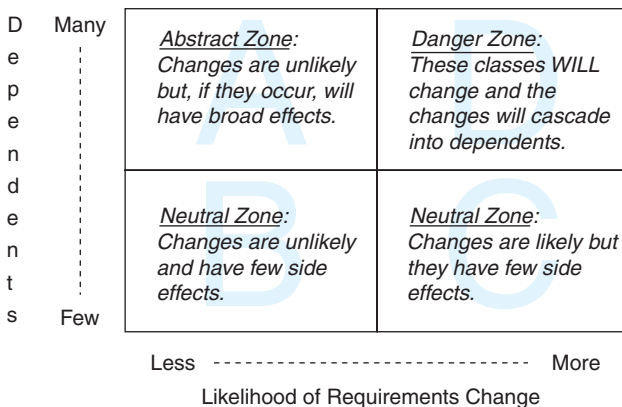 Dependents
Many
Few
A
Abstract Zone:
Changes are unlikely
but, if they occur, will
have broad effects.
D
Danger Zone:
These classes WILL
change and the
changes will cascade
into dependents.
B
Neutral Zone:
Changes are unlikely
and have few side
effects.
C
Neutral Zone:
Changes are likely but
they have few side
effects.
Less
More
Likelihood of Requirements Change